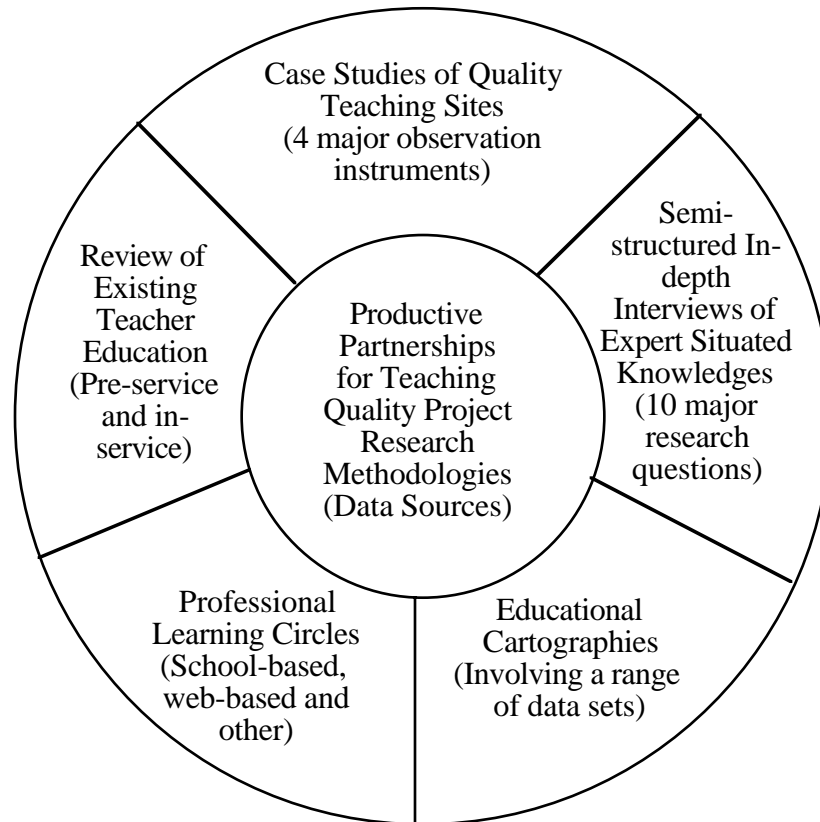 Case Studies of Quality
Teaching Sites
(4 major observation
instruments)
Semi-
structured In-
depth
Interviews of
Expert Situated
Knowledges
(10 major
research
questions)
Review of
Existing
Teacher
Education
(Pre-service
and in-
service)
Productive
Partnerships
for Teaching
Quality Project
Research
Methodologies
(Data Sources)
Professional
Learning Circles
(School-based,
web-based and
other)
Educational
Cartographies
(Involving a range
of data sets)